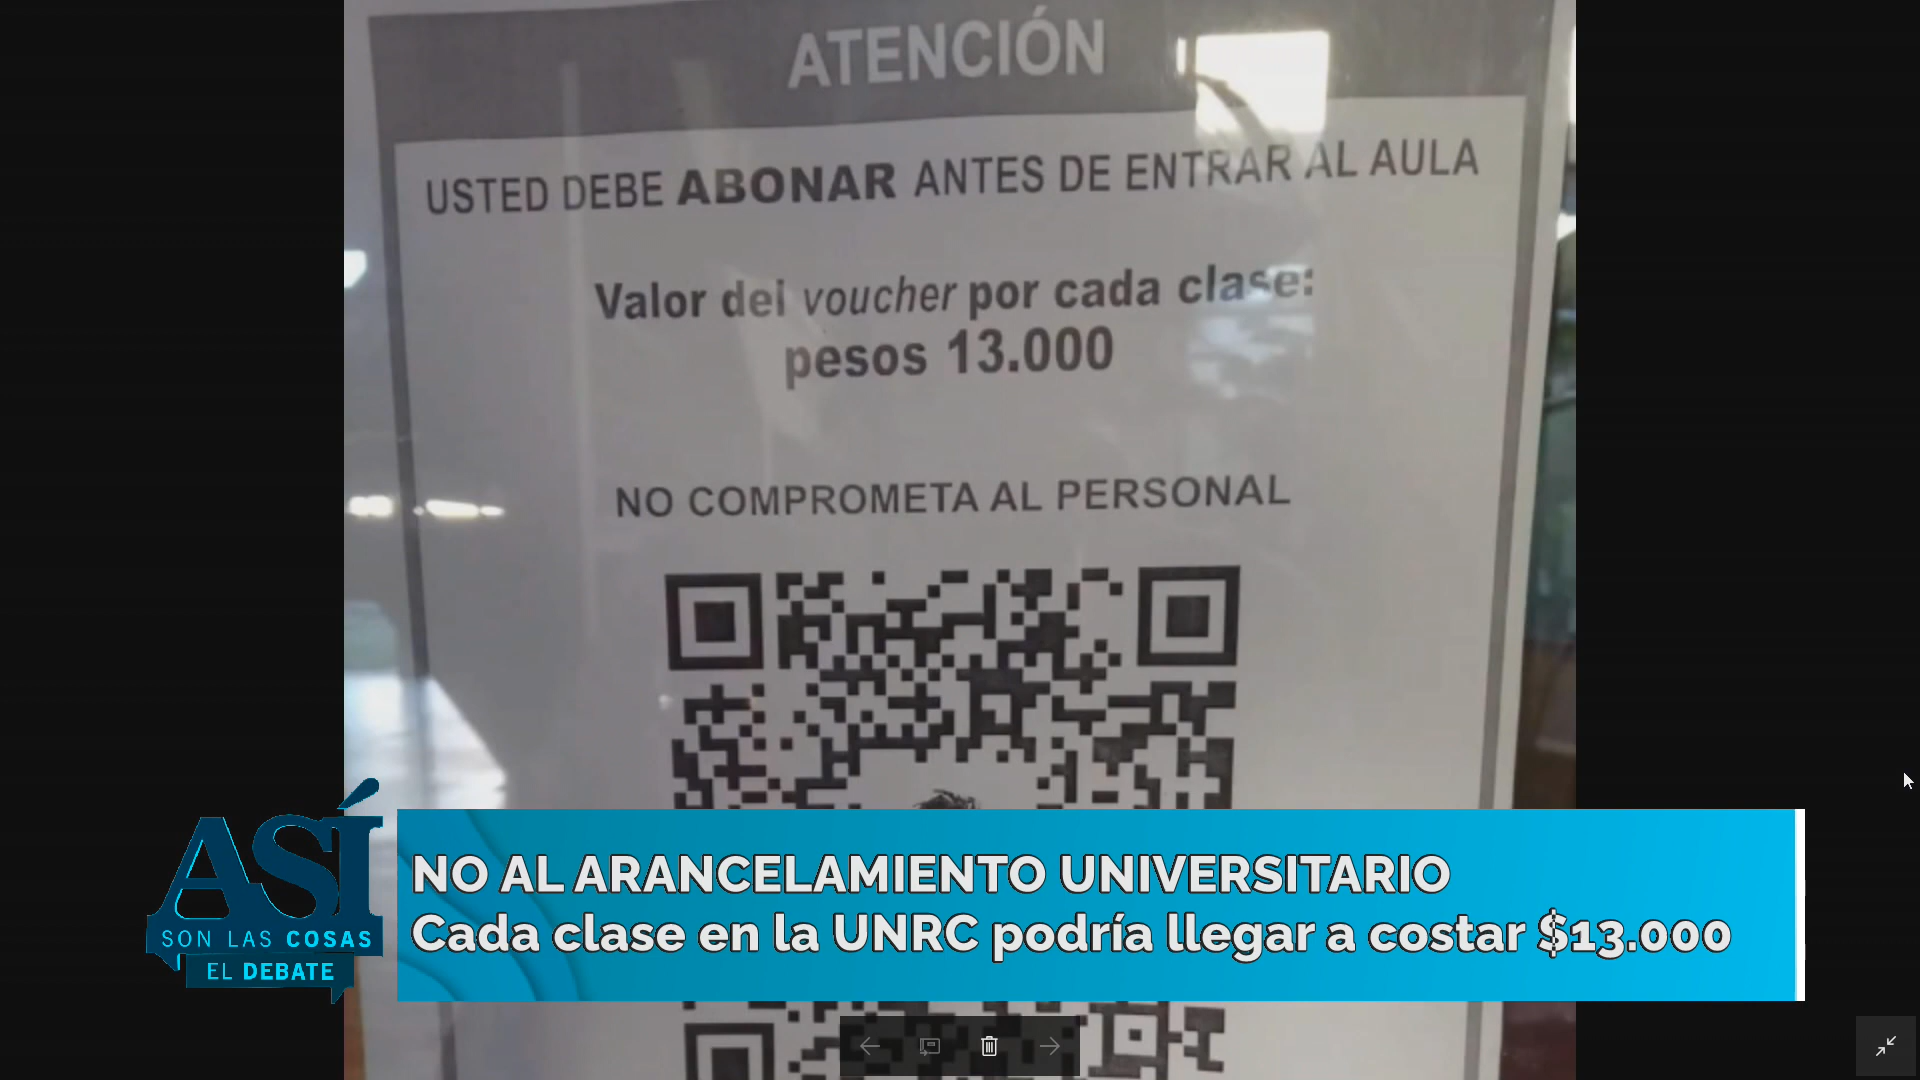 ATENCIÓN
USTED DEBE ABONAR ANTES DE ENTRAR AL AULA
Valor del voucher por cada clase:
pesos 13.000
NO COMPROMETA AL PERSONAL
ASÍ
SON LAS COSAS
EL DEBATE
NO AL ARANCELAMIENTO UNIVERSITARIO
Cada clase en la UNRC podría llegar a costar $13.000